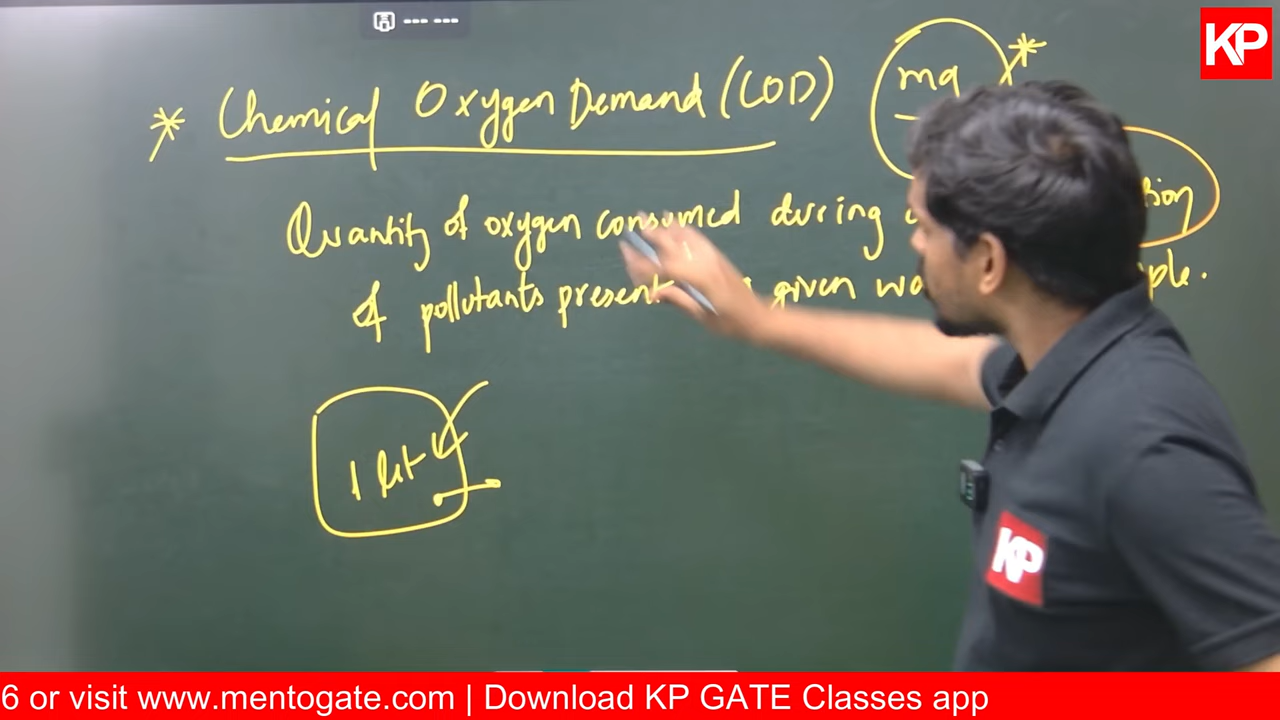 KP
--- ---
* Chemical Oxygen Demand (COD)
mg
*
Quantity of oxygen consumed during
of pollutants present given
1 lit
KP
6 or visit www.mentogate.com | Download KP GATE Classes app